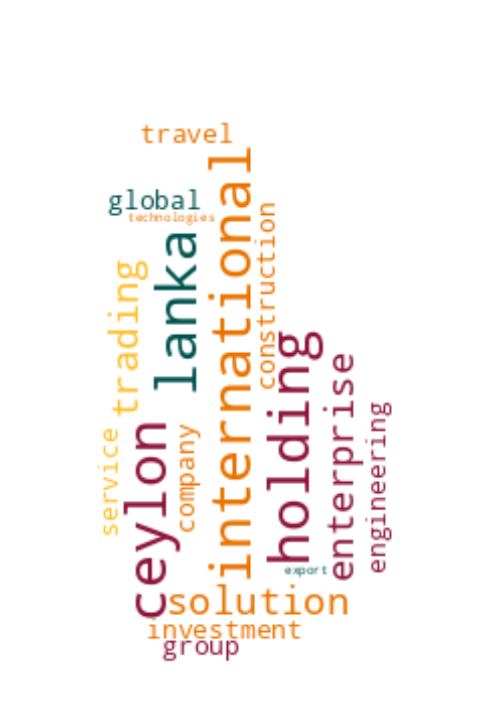 travel
global
technologies
international
lanka
construction
trading
holding
enterprise
engineering
ceylon
company
service
export
solution
investment
group